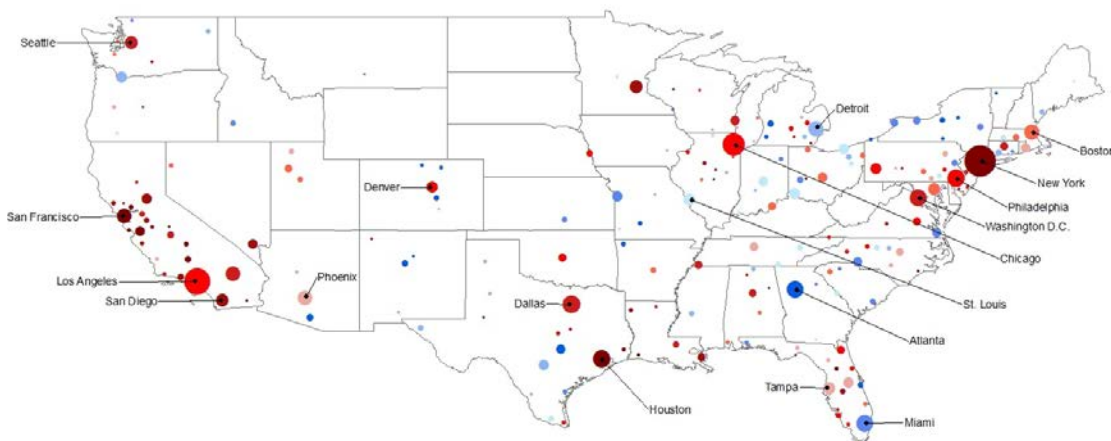 Seattle
Detroit
Boston
New York
Denver
Philadelphia
San Francisco
Washington D.C.
Chicago
Los Angeles
Phoenix
San Diego
Dallas
St. Louis
Atlanta
Tampa
Houston
Miami